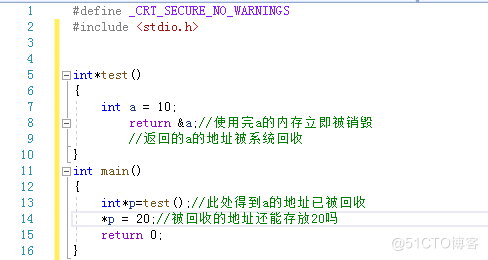 1 #define _CRT_SECURE_NO_WARNINGS
2 #include <stdio.h>
3
4
5 int*test()
6 {
7 int a = 10;
8 return &a;//使用完a的内存立即被销毁
9 //返回的a的地址被系统回收
10 }
11 int main()
12 {
13 int*p=test();//此处得到a的地址已被回收
14 *p = 20;//被回收的地址还能存放20吗
15 return 0;
16 }
@51CTO博客